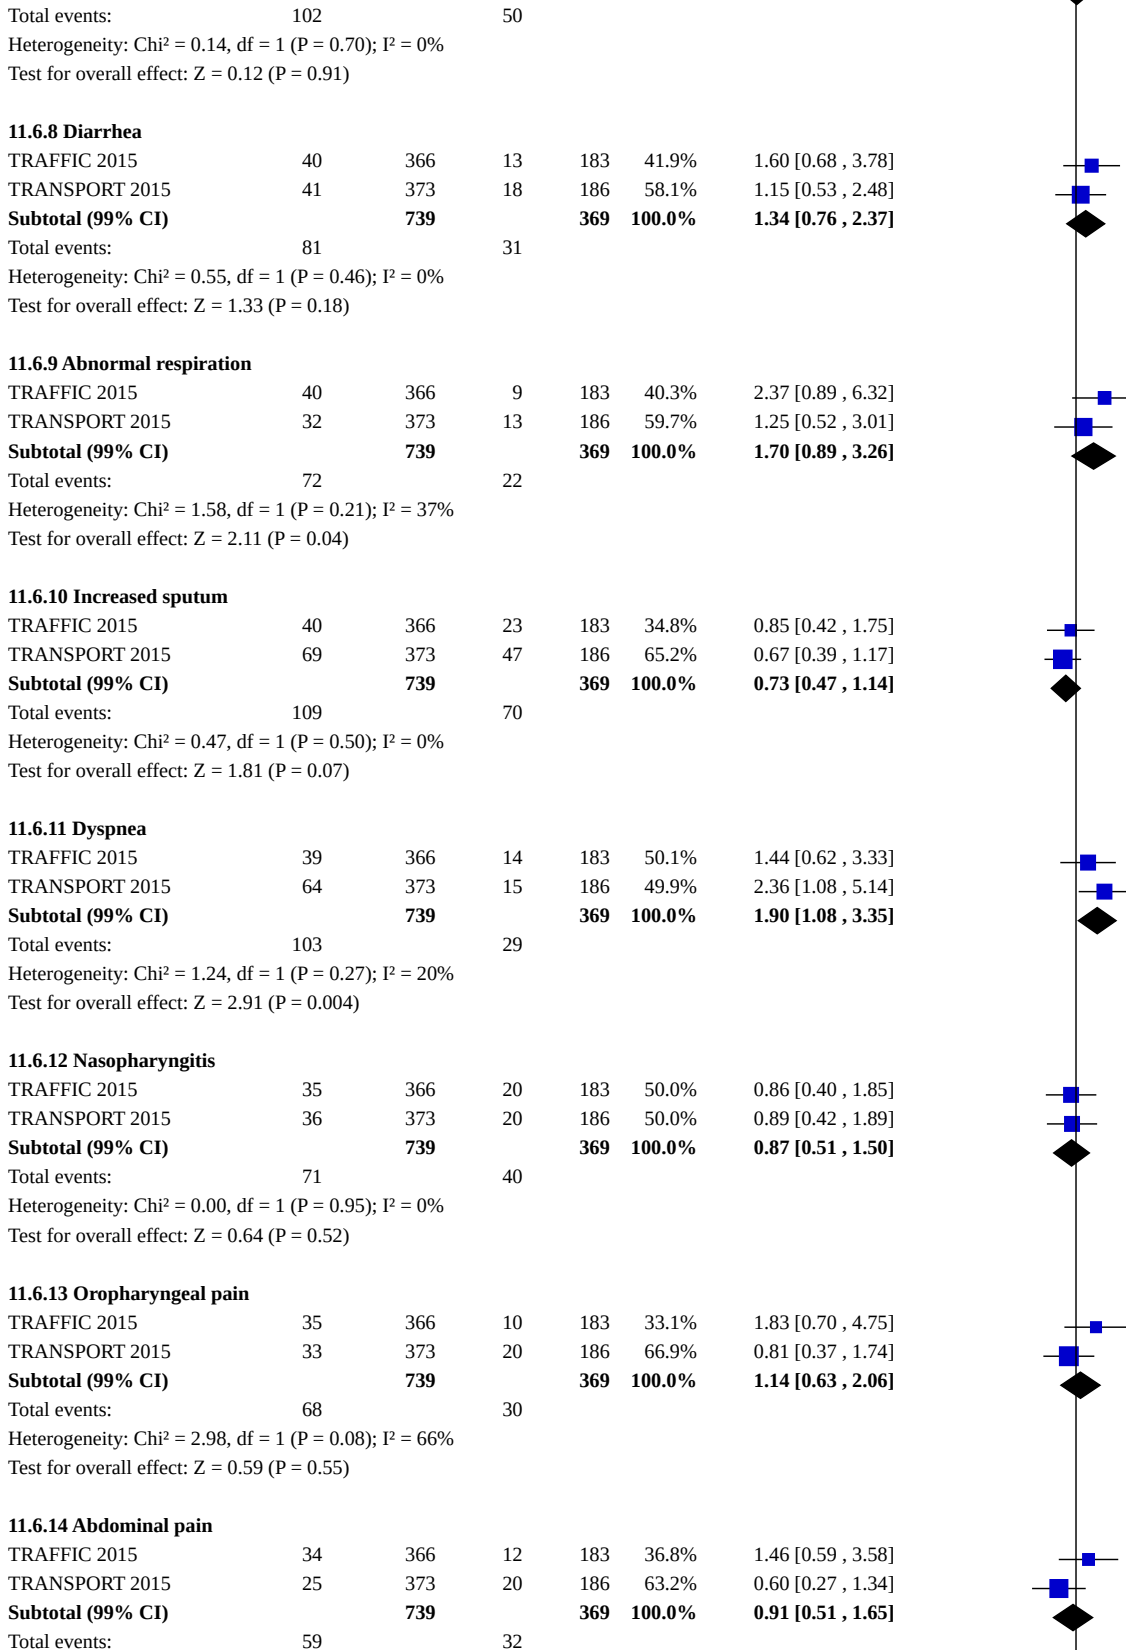 Total events: 102 50
Heterogeneity: Chi² = 0.14, df = 1 (P = 0.70); I² = 0%
Test for overall effect: Z = 0.12 (P = 0.91)
11.6.8 Diarrhea
TRAFFIC 2015 40 366 13 183 41.9% 1.60 [0.68 , 3.78]
TRANSPORT 2015 41 373 18 186 58.1% 1.15 [0.53 , 2.48]
Subtotal (99% CI) 739 369 100.0% 1.34 [0.76 , 2.37]
Total events: 81 31
Heterogeneity: Chi² = 0.55, df = 1 (P = 0.46); I² = 0%
Test for overall effect: Z = 1.33 (P = 0.18)
11.6.9 Abnormal respiration
TRAFFIC 2015 40 366 9 183 40.3% 2.37 [0.89 , 6.32]
TRANSPORT 2015 32 373 13 186 59.7% 1.25 [0.52 , 3.01]
Subtotal (99% CI) 739 369 100.0% 1.70 [0.89 , 3.26]
Total events: 72 22
Heterogeneity: Chi² = 1.58, df = 1 (P = 0.21); I² = 37%
Test for overall effect: Z = 2.11 (P = 0.04)
11.6.10 Increased sputum
TRAFFIC 2015 40 366 23 183 34.8% 0.85 [0.42 , 1.75]
TRANSPORT 2015 69 373 47 186 65.2% 0.67 [0.39 , 1.17]
Subtotal (99% CI) 739 369 100.0% 0.73 [0.47 , 1.14]
Total events: 109 70
Heterogeneity: Chi² = 0.47, df = 1 (P = 0.50); I² = 0%
Test for overall effect: Z = 1.81 (P = 0.07)
11.6.11 Dyspnea
TRAFFIC 2015 39 366 14 183 50.1% 1.44 [0.62 , 3.33]
TRANSPORT 2015 64 373 15 186 49.9% 2.36 [1.08 , 5.14]
Subtotal (99% CI) 739 369 100.0% 1.90 [1.08 , 3.35]
Total events: 103 29
Heterogeneity: Chi² = 1.24, df = 1 (P = 0.27); I² = 20%
Test for overall effect: Z = 2.91 (P = 0.004)
11.6.12 Nasopharyngitis
TRAFFIC 2015 35 366 20 183 50.0% 0.86 [0.40 , 1.85]
TRANSPORT 2015 36 373 20 186 50.0% 0.89 [0.42 , 1.89]
Subtotal (99% CI) 739 369 100.0% 0.87 [0.51 , 1.50]
Total events: 71 40
Heterogeneity: Chi² = 0.00, df = 1 (P = 0.95); I² = 0%
Test for overall effect: Z = 0.64 (P = 0.52)
11.6.13 Oropharyngeal pain
TRAFFIC 2015 35 366 10 183 33.1% 1.83 [0.70 , 4.75]
TRANSPORT 2015 33 373 20 186 66.9% 0.81 [0.37 , 1.74]
Subtotal (99% CI) 739 369 100.0% 1.14 [0.63 , 2.06]
Total events: 68 30
Heterogeneity: Chi² = 2.98, df = 1 (P = 0.08); I² = 66%
Test for overall effect: Z = 0.59 (P = 0.55)
11.6.14 Abdominal pain
TRAFFIC 2015 34 366 12 183 36.8% 1.46 [0.59 , 3.58]
TRANSPORT 2015 25 373 20 186 63.2% 0.60 [0.27 , 1.34]
Subtotal (99% CI) 739 369 100.0% 0.91 [0.51 , 1.65]
Total events: 59 32